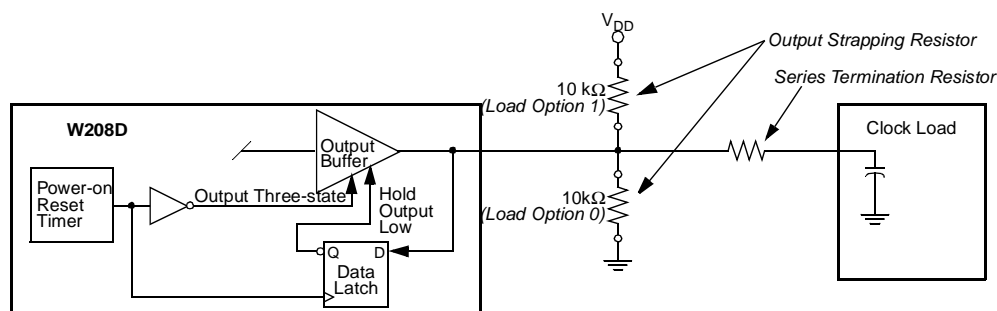 VDD
Output Strapping Resistor
Series Termination Resistor
10 kΩ
(Load Option 1)
W208D
Output
Buffer
Clock Load
Power-on
Reset
Timer
Output Three-state
Hold
Output
Low
10kΩ
(Load Option 0)
Q
D
Data
Latch